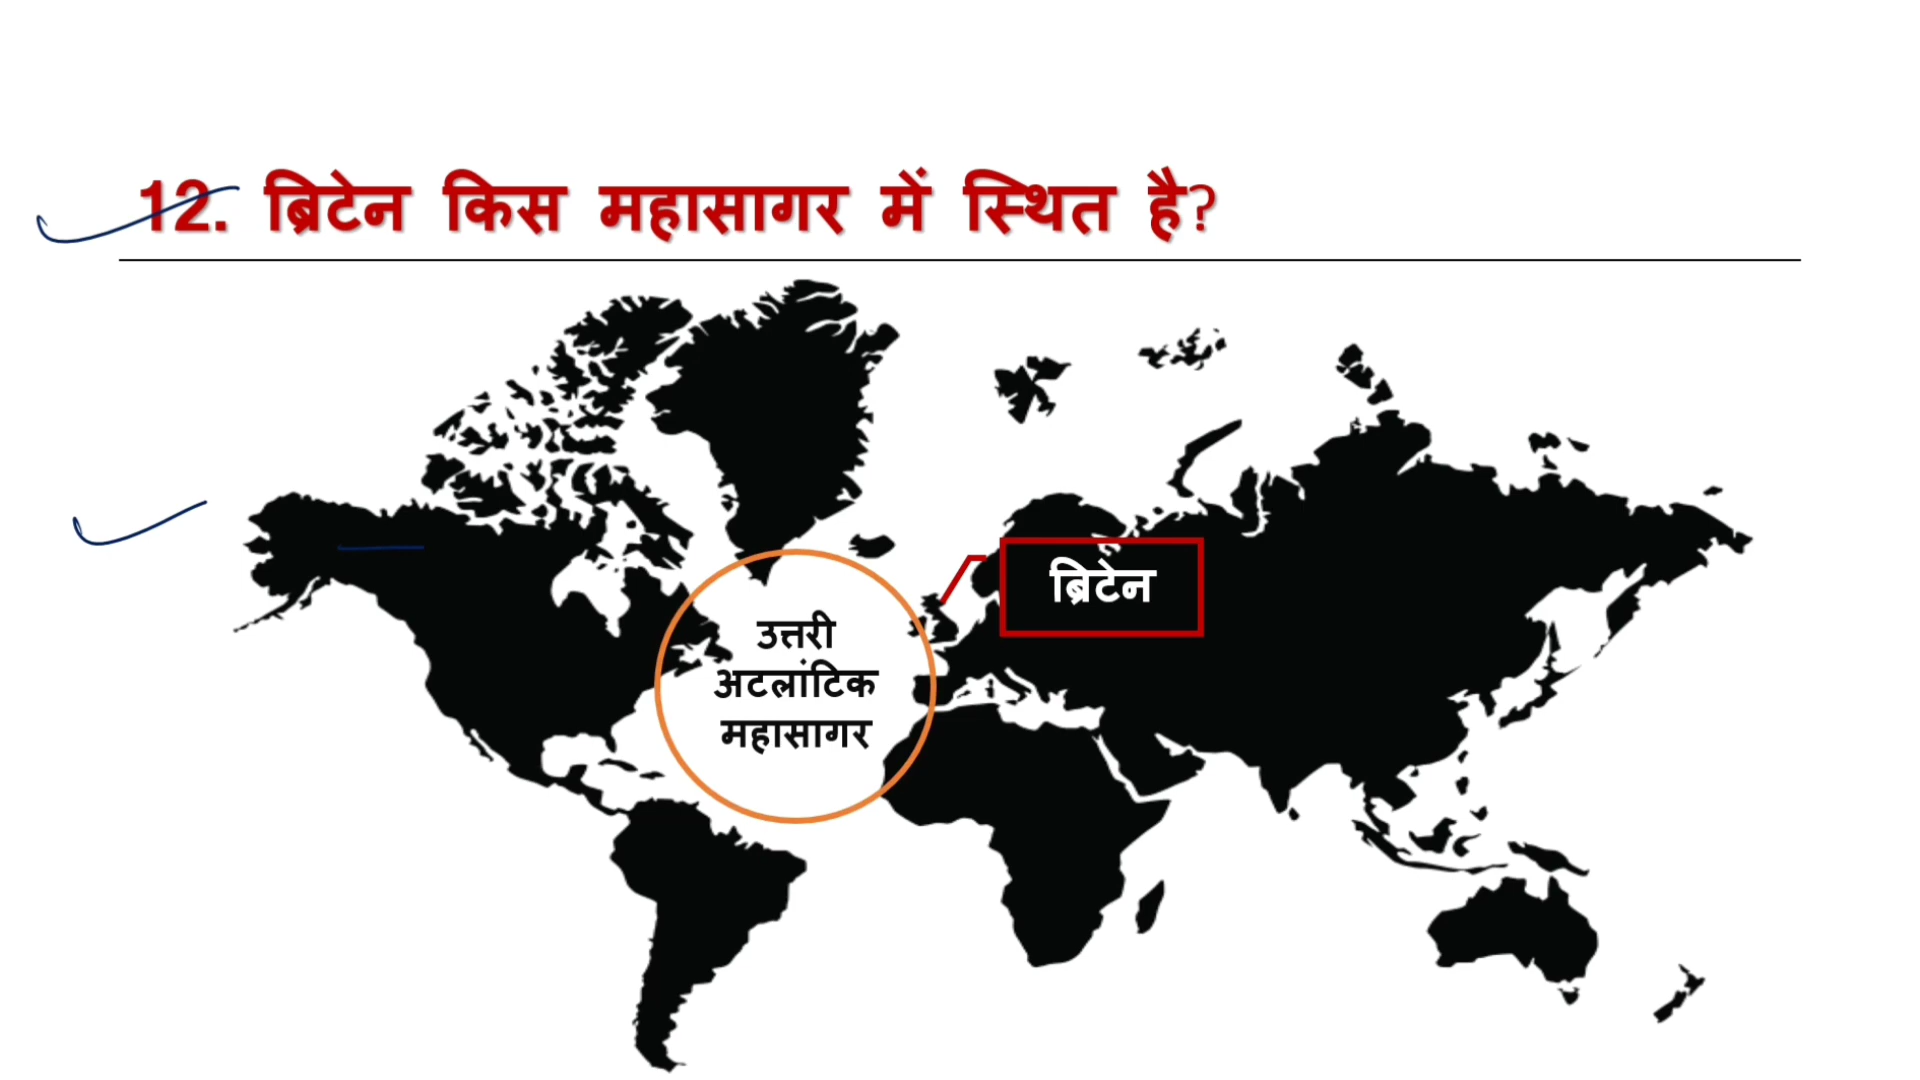 12. ब्रिटेन किस महासागर में स्थित है?
ब्रिटेन
उत्तरी
अटलांटिक
महासागर